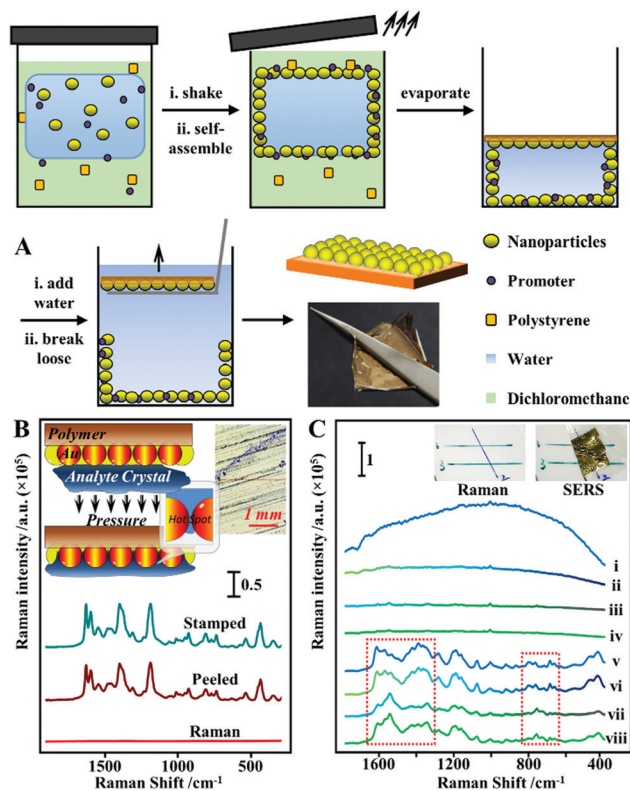 i. shake
ii. self-
assemble
evaporate
A
i. add
water
ii. break
loose
Nanoparticles
Promoter
Polystyrene
Water
Dichloromethane
B
Polymer
Au
Analyte Crystal
Pressure
Hot Spot
1 mm
0.5
Stamped
Peeled
Raman
Raman intensity /a.u. (×10⁵)
1500
1000
500
Raman Shift /cm⁻¹
C
1
Raman
SERS
i
ii
iii
iv
v
vi
vii
viii
Raman intensity /a.u. (×10⁵)
1600
1200
800
400
Raman Shift /cm⁻¹